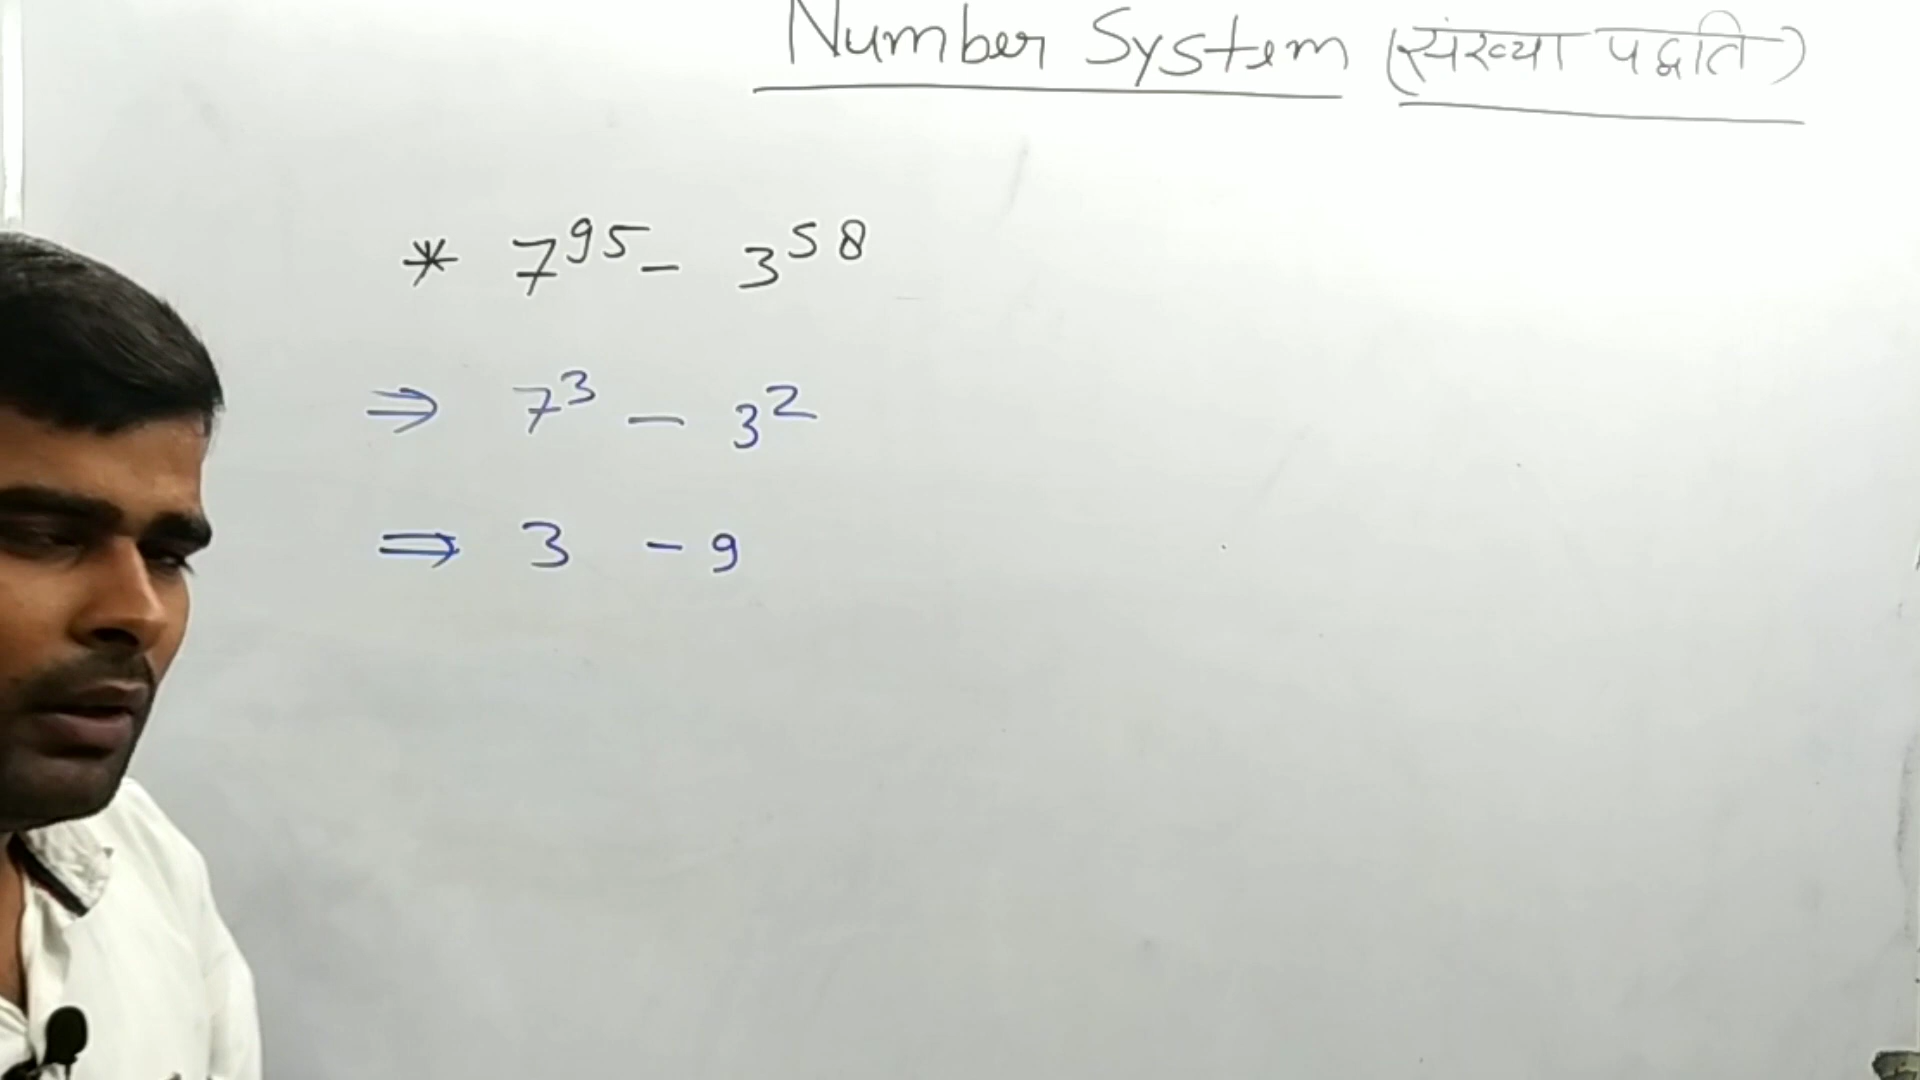 Number System (संख्या पद्धति)
* 7⁹⁵ - 3⁵⁸
⇒ 7³ - 3²
⇒ 3 - 9